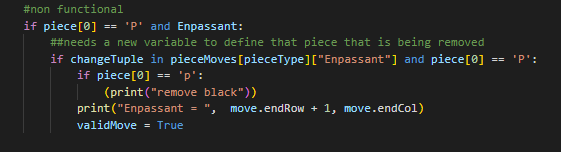 #non functional
if piece[0] == 'P' and Enpassant:
    ##needs a new variable to define that piece that is being removed
    if changeTuple in pieceMoves[pieceType]["Enpassant"] and piece[0] == 'P':
        if piece[0] == 'p':
            (print("remove black"))
        print("Enpassant = ",  move.endRow + 1, move.endCol)
        validMove = True